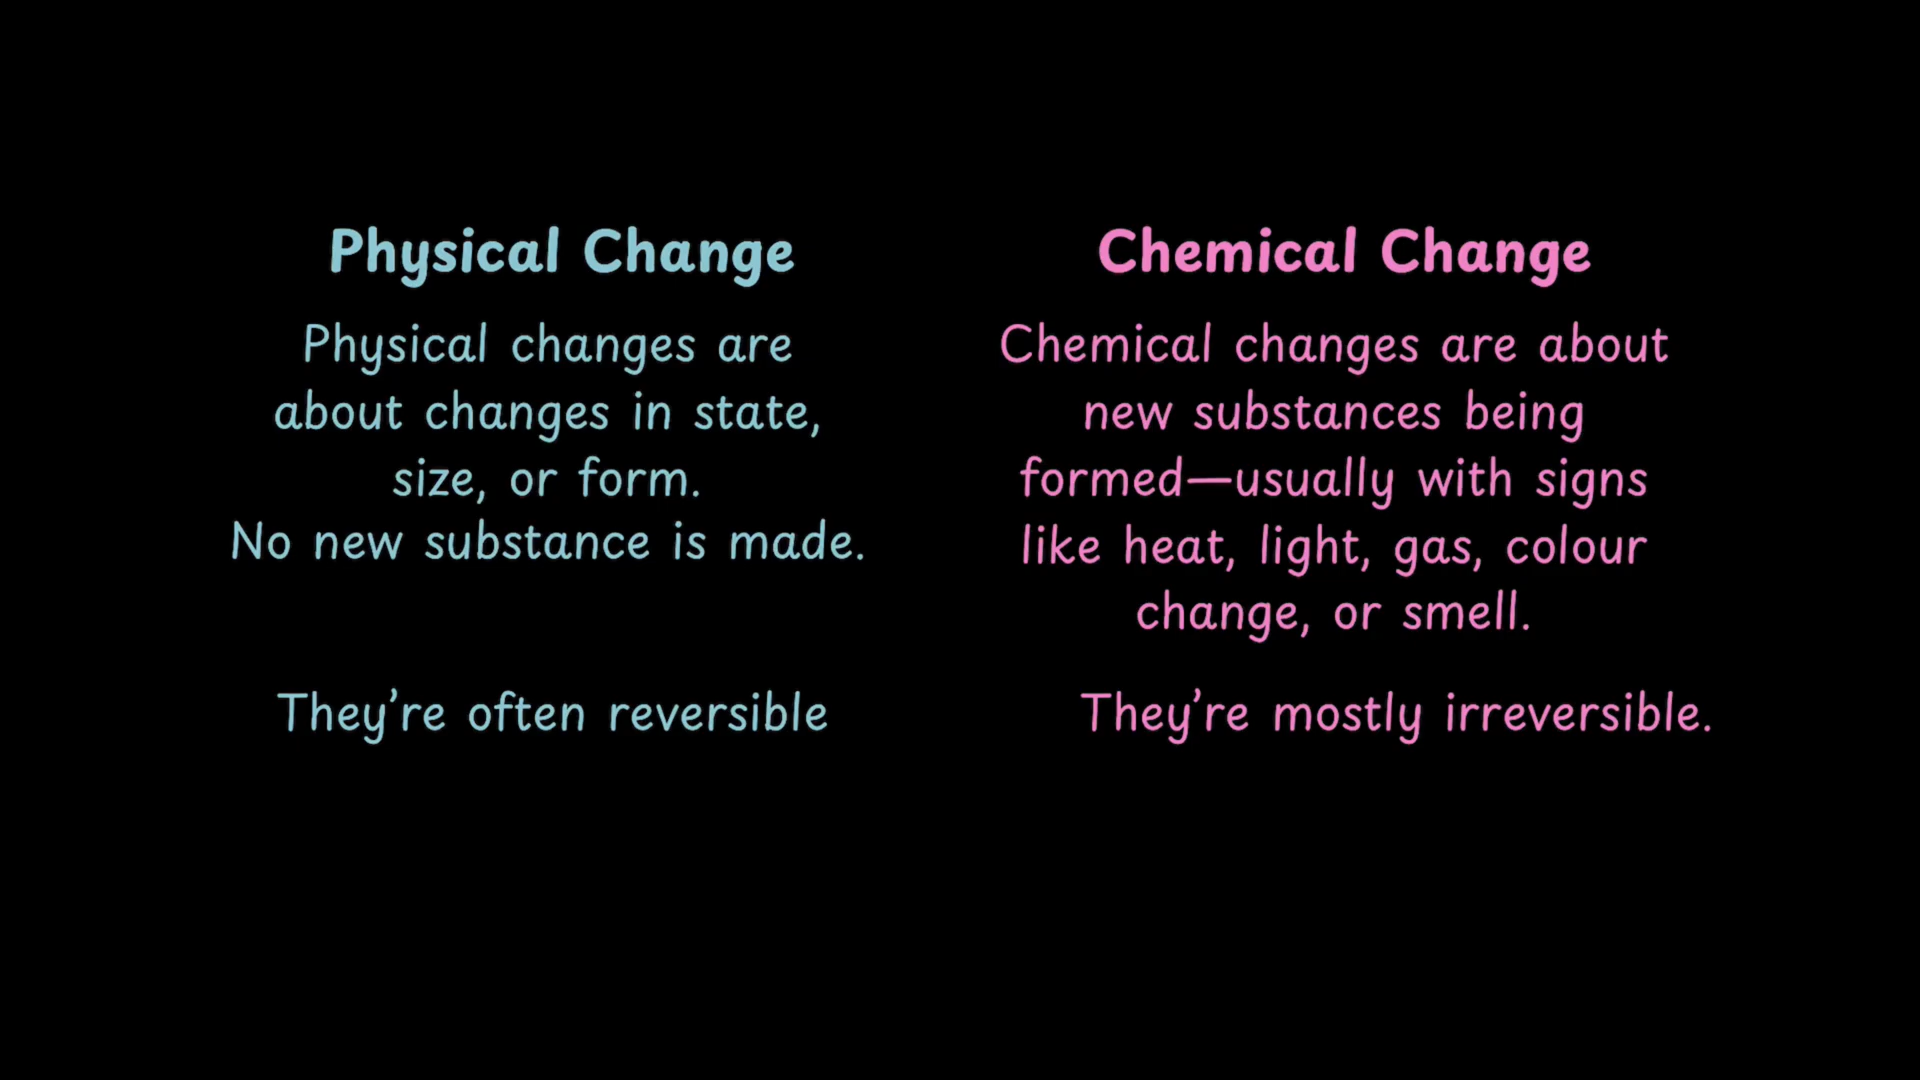 Physical Change
Physical changes are
about changes in state,
size, or form.
No new substance is made.
They’re often reversible
Chemical Change
Chemical changes are about
new substances being
formed—usually with signs
like heat, light, gas, colour
change, or smell.
They’re mostly irreversible.